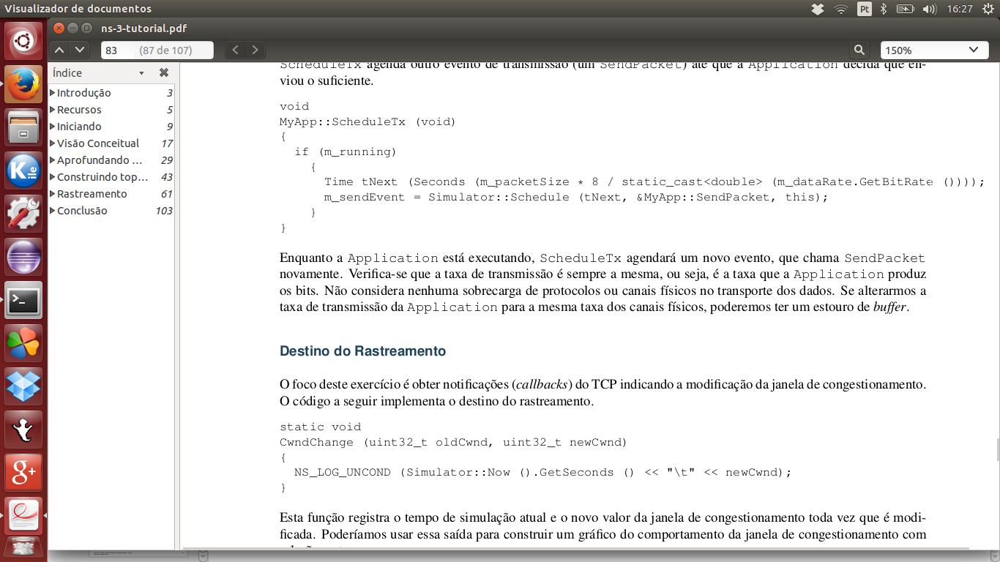 Visualizador de documentos
Pt
16:27
ns-3-tutorial.pdf
83 (87 de 107)
150%
Índice
Introdução 3
Recursos 5
Iniciando 9
Visão Conceitual 17
Aprofundando ... 29
Construindo top... 43
Rastreamento 61
Conclusão 103
ScheduleTx agenda outro evento de transmissão (um SendPacket) até que a Application decida que en-
viou o suficiente.
void
MyApp::ScheduleTx (void)
{
if (m_running)
{
Time tNext (Seconds (m_packetSize * 8 / static_cast<double> (m_dataRate.GetBitRate ())));
m_sendEvent = Simulator::Schedule (tNext, &MyApp::SendPacket, this);
}
}
Enquanto a Application está executando, ScheduleTx agendará um novo evento, que chama SendPacket
novamente. Verifica-se que a taxa de transmissão é sempre a mesma, ou seja, é a taxa que a Application produz
os bits. Não considera nenhuma sobrecarga de protocolos ou canais físicos no transporte dos dados. Se alterarmos a
taxa de transmissão da Application para a mesma taxa dos canais físicos, poderemos ter um estouro de buffer.
Destino do Rastreamento
O foco deste exercício é obter notificações (callbacks) do TCP indicando a modificação da janela de congestionamento.
O código a seguir implementa o destino do rastreamento.
static void
CwndChange (uint32_t oldCwnd, uint32_t newCwnd)
{
NS_LOG_UNCOND (Simulator::Now ().GetSeconds () << "\t" << newCwnd);
}
Esta função registra o tempo de simulação atual e o novo valor da janela de congestionamento toda vez que é modi-
ficada. Poderíamos usar essa saída para construir um gráfico do comportamento da janela de congestionamento com